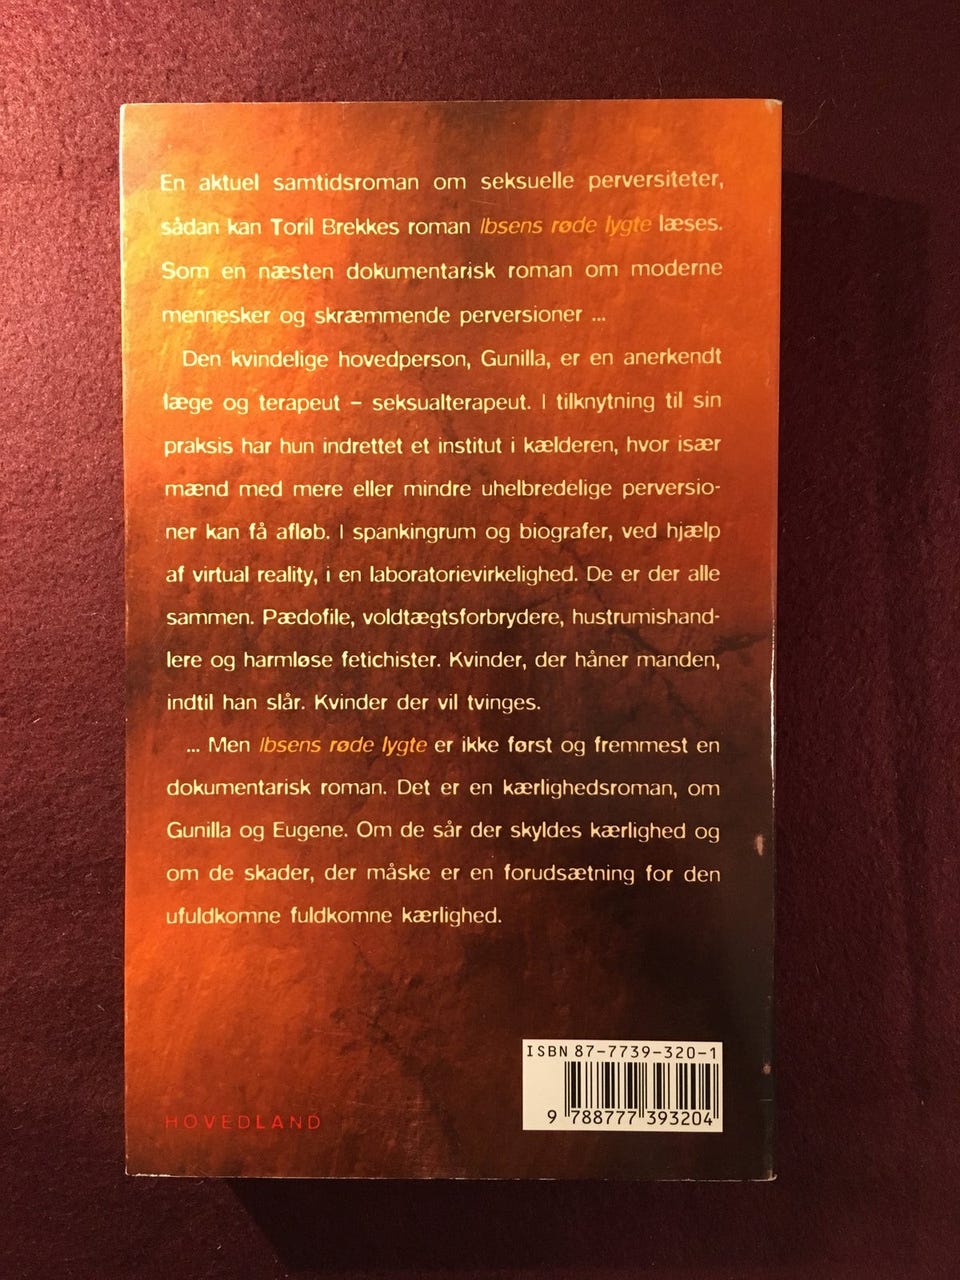 En aktuel samtidsroman om seksuelle perversiteter,
sådan kan Toril Brekkes roman Ibsens røde lygte læses.
Som en næsten dokumentarisk roman om moderne
mennesker og skræmmende perversioner ...
Den kvindelige hovedperson, Gunilla, er en anerkendt
læge og terapeut – seksualterapeut. I tilknytning til sin
praksis har hun indrettet et institut i kælderen, hvor især
mænd med mere eller mindre uhelbredelige perversio-
ner kan få afløb. I spankingrum og biografer, ved hjælp
af virtual reality, i en laboratorievirkelighed. De er der alle
sammen. Pædofile, voldtægtsforbrydere, hustrumishand-
lere og harmløse fetichister. Kvinder, der håner manden,
indtil han slår. Kvinder der vil tvinges.
... Men Ibsens røde lygte er ikke først og fremmest en
dokumentarisk roman. Det er en kærlighedsroman, om
Gunilla og Eugene. Om de sår der skyldes kærlighed og
om de skader, der måske er en forudsætning for den
ufuldkomne fuldkomne kærlighed.
ISBN 87-7739-320-1
9 788777 393204
HOVEDLAND